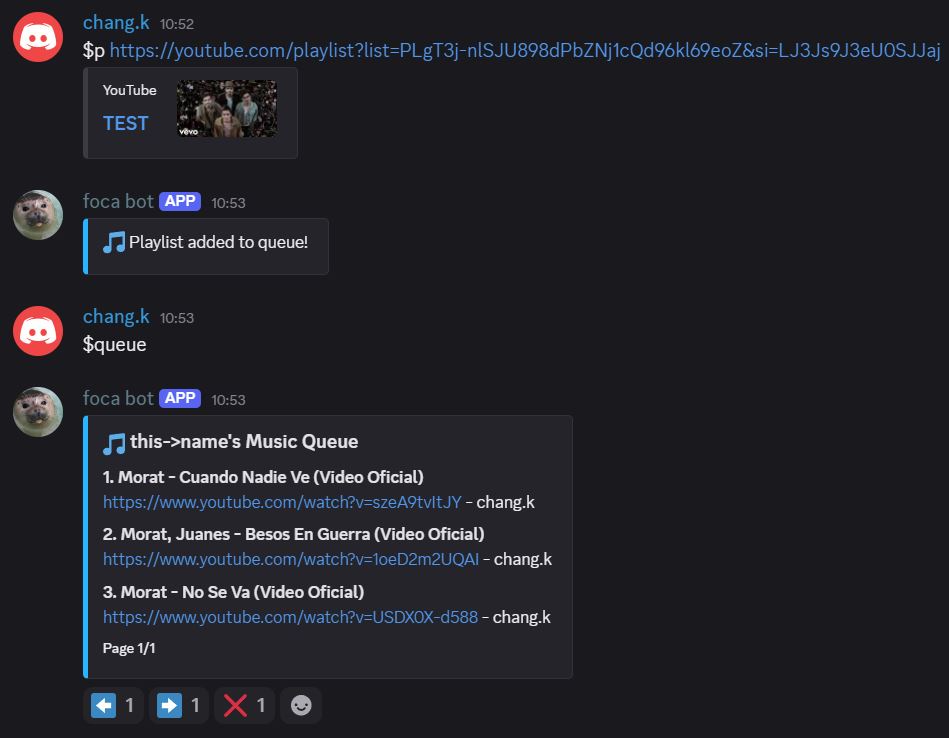 chang.k 10:52
$p https://youtube.com/playlist?list=PLgT3j-nlSJU898dPbZNj1cQd96kl69eoZ&si=LJ3Js9J3eU0SJJaj
YouTube
TEST
vevo
foca bot APP 10:53
Playlist added to queue!
chang.k 10:53
$queue
foca bot APP 10:53
this->name's Music Queue
1. Morat - Cuando Nadie Ve (Video Oficial)
https://www.youtube.com/watch?v=szeA9tvItJY - chang.k
2. Morat, Juanes - Besos En Guerra (Video Oficial)
https://www.youtube.com/watch?v=1oeD2m2UQAI - chang.k
3. Morat - No Se Va (Video Oficial)
https://www.youtube.com/watch?v=USDX0X-d588 - chang.k
Page 1/1
1 1 1